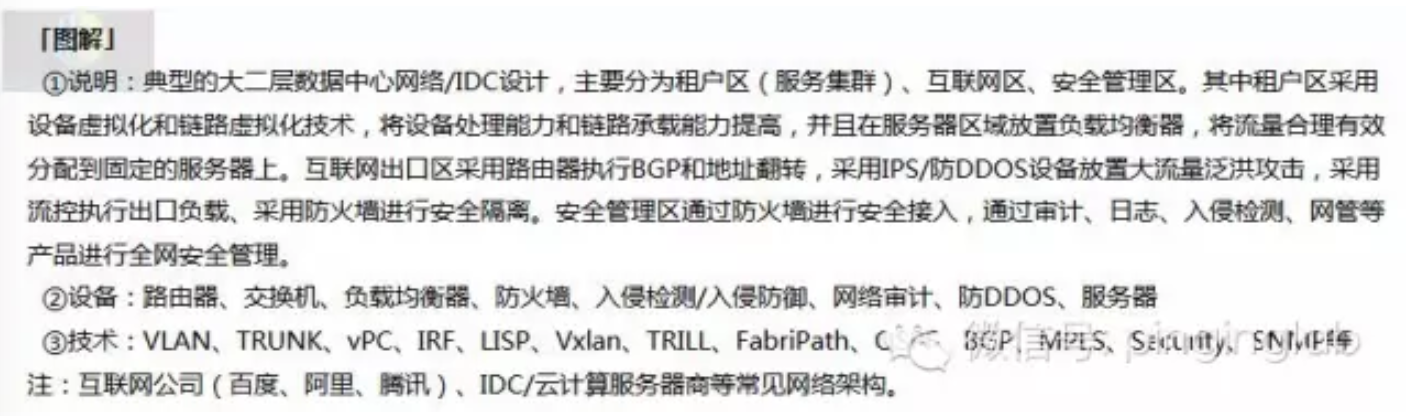 「图解」
①说明：典型的大二层数据中心网络/IDC设计，主要分为租户区（服务集群）、互联网区、安全管理区。其中租户区采用
设备虚拟化和链路虚拟化技术，将设备处理能力和链路承载能力提高，并且在服务器区域放置负载均衡器，将流量合理有效
分配到固定的服务器上。互联网出口区采用路由器执行BGP和地址翻转，采用IPS/防DDOS设备放置大流量泛洪攻击，采用
流控执行出口负载、采用防火墙进行安全隔离。安全管理区通过防火墙进行安全接入，通过审计、日志、入侵检测、网管等
产品进行全网安全管理。
②设备：路由器、交换机、负载均衡器、防火墙、入侵检测/入侵防御、网络审计、防DDOS、服务器
③技术：VLAN、TRUNK、vPC、IRF、LISP、Vxlan、TRILL、FabriPath、BGP、MPLS、Security、SNMP等
微信号: pinginglab
注：互联网公司（百度、阿里、腾讯）、IDC/云计算服务器商等常见网络架构。